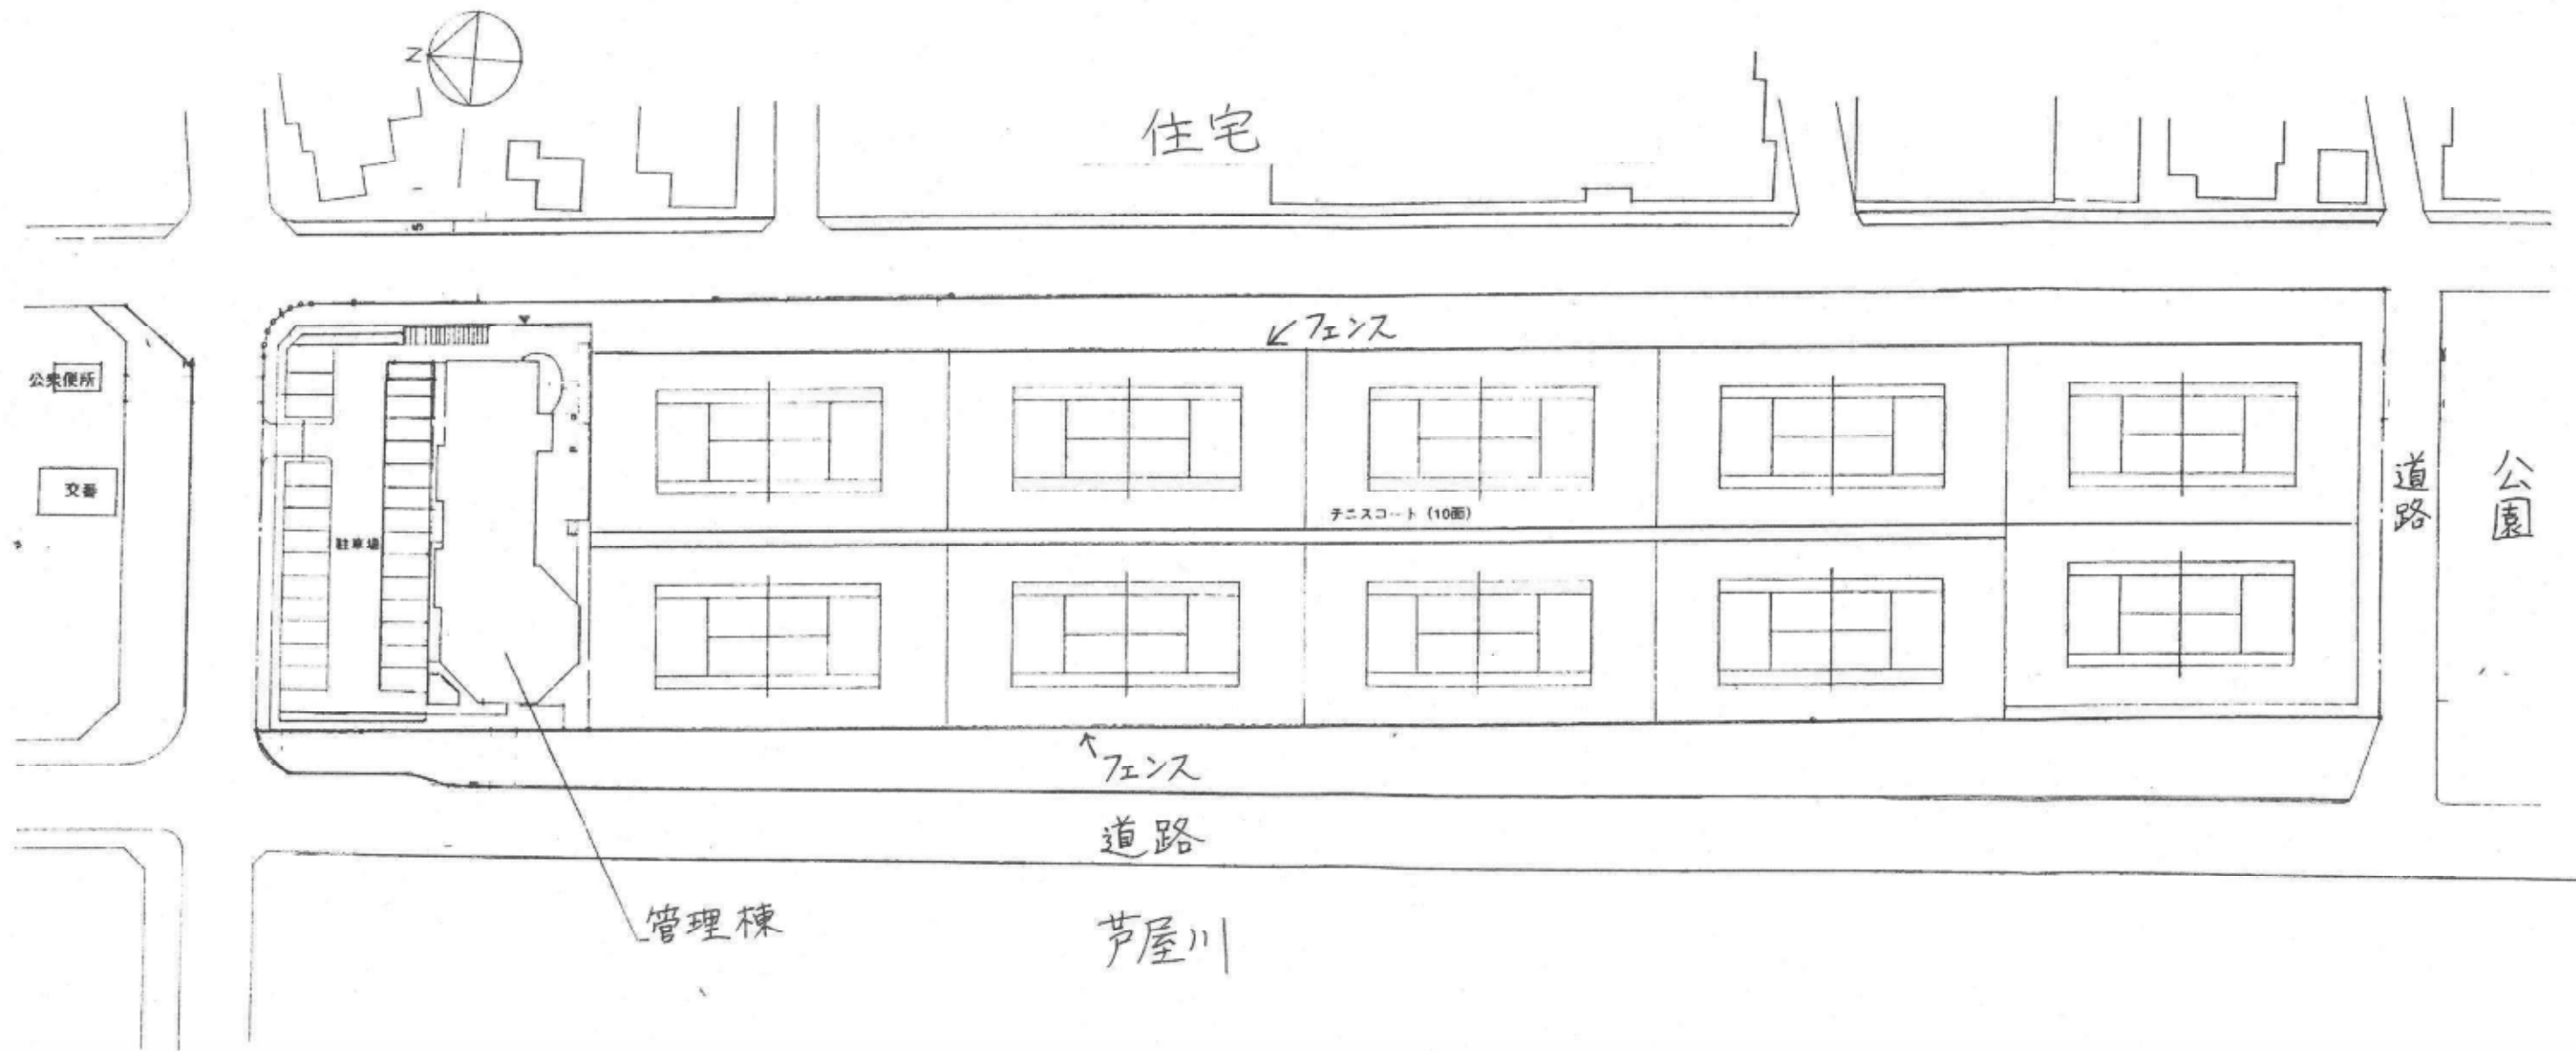 N
住宅
フェンス
公衆便所
交番
駐車場
テニスコート (10面)
道路
公園
フェンス
道路
管理棟
芦屋川